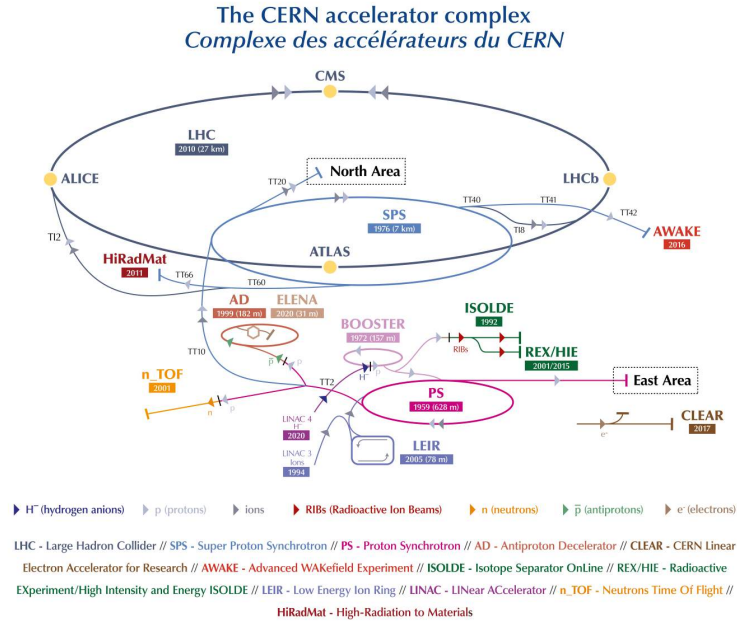 The CERN accelerator complex
Complexe des accélérateurs du CERN
CMS
LHC
2010 (27 km)
North Area
TT20
ALICE
LHCb
TT40
TT41
SPS
1976 (7 km)
TI8
TT42
TI2
AWAKE
2016
ATLAS
HiRadMat
2011
TT66
TT60
AD
1999 (182 m)
ELENA
2020 (31 m)
ISOLDE
1992
BOOSTER
1972 (157 m)
RIBs
REX/HIE
2001/2015
TT10
p̅
p
H⁻
p
n_TOF
2001
TT2
East Area
n
p
PS
1959 (628 m)
LINAC 4
H⁻
2020
CLEAR
2017
e⁻
LINAC 3
Ions
1994
LEIR
2005 (78 m)
H⁻ (hydrogen anions)
p (protons)
ions
RIBs (Radioactive Ion Beams)
n (neutrons)
p̅ (antiprotons)
e⁻ (electrons)
LHC - Large Hadron Collider // SPS - Super Proton Synchrotron // PS - Proton Synchrotron // AD - Antiproton Decelerator // CLEAR - CERN Linear
Electron Accelerator for Research // AWAKE - Advanced WAKefield Experiment // ISOLDE - Isotope Separator OnLine // REX/HIE - Radioactive
EXperiment/High Intensity and Energy ISOLDE // LEIR - Low Energy Ion Ring // LINAC - LINear ACcelerator // n_TOF - Neutrons Time Of Flight //
HiRadMat - High-Radiation to Materials